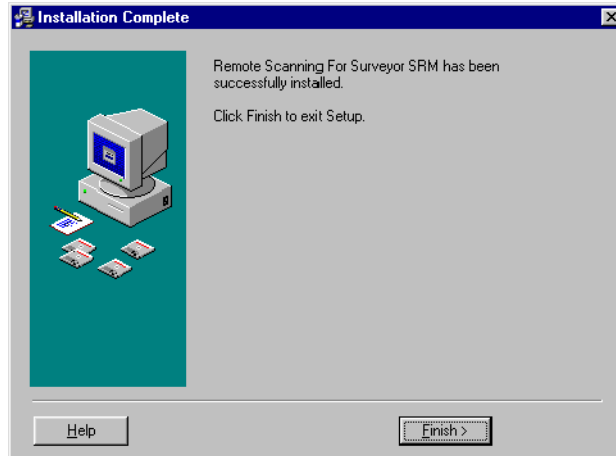 Installation Complete
Remote Scanning For Surveyor SRM has been
successfully installed.
Click Finish to exit Setup.
Help
Finish >